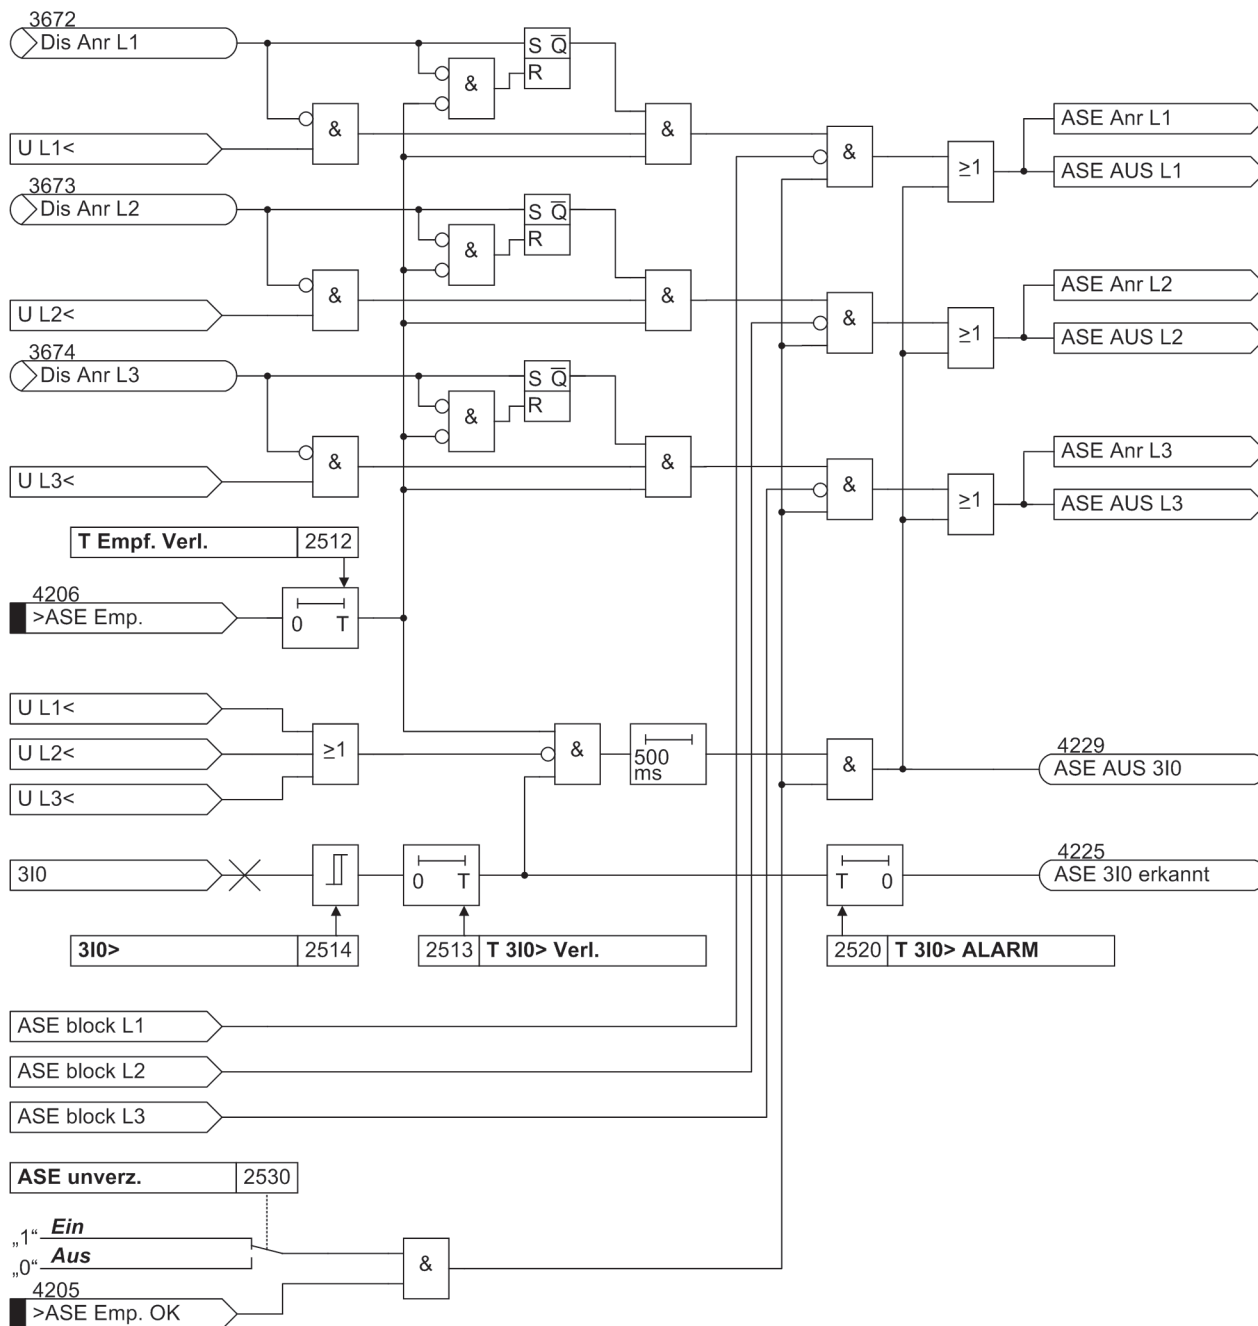 3672
Dis Anr L1
S Q̅
R
&
&
&
U L1<
&
≥1
ASE Anr L1
ASE AUS L1
3673
Dis Anr L2
S Q̅
R
&
&
&
U L2<
&
≥1
ASE Anr L2
ASE AUS L2
3674
Dis Anr L3
S Q̅
R
&
&
&
U L3<
&
≥1
ASE Anr L3
ASE AUS L3
T Empf. Verl. 2512
4206
>ASE Emp.
0 T
U L1<
U L2<
U L3<
≥1
&
500
ms
&
4229
ASE AUS 3I0
3I0
0 T
T 0
4225
ASE 3I0 erkannt
3I0> 2514
2513 T 3I0> Verl.
2520 T 3I0> ALARM
ASE block L1
ASE block L2
ASE block L3
ASE unverz. 2530
„1“ Ein
„0“ Aus
&
4205
>ASE Emp. OK